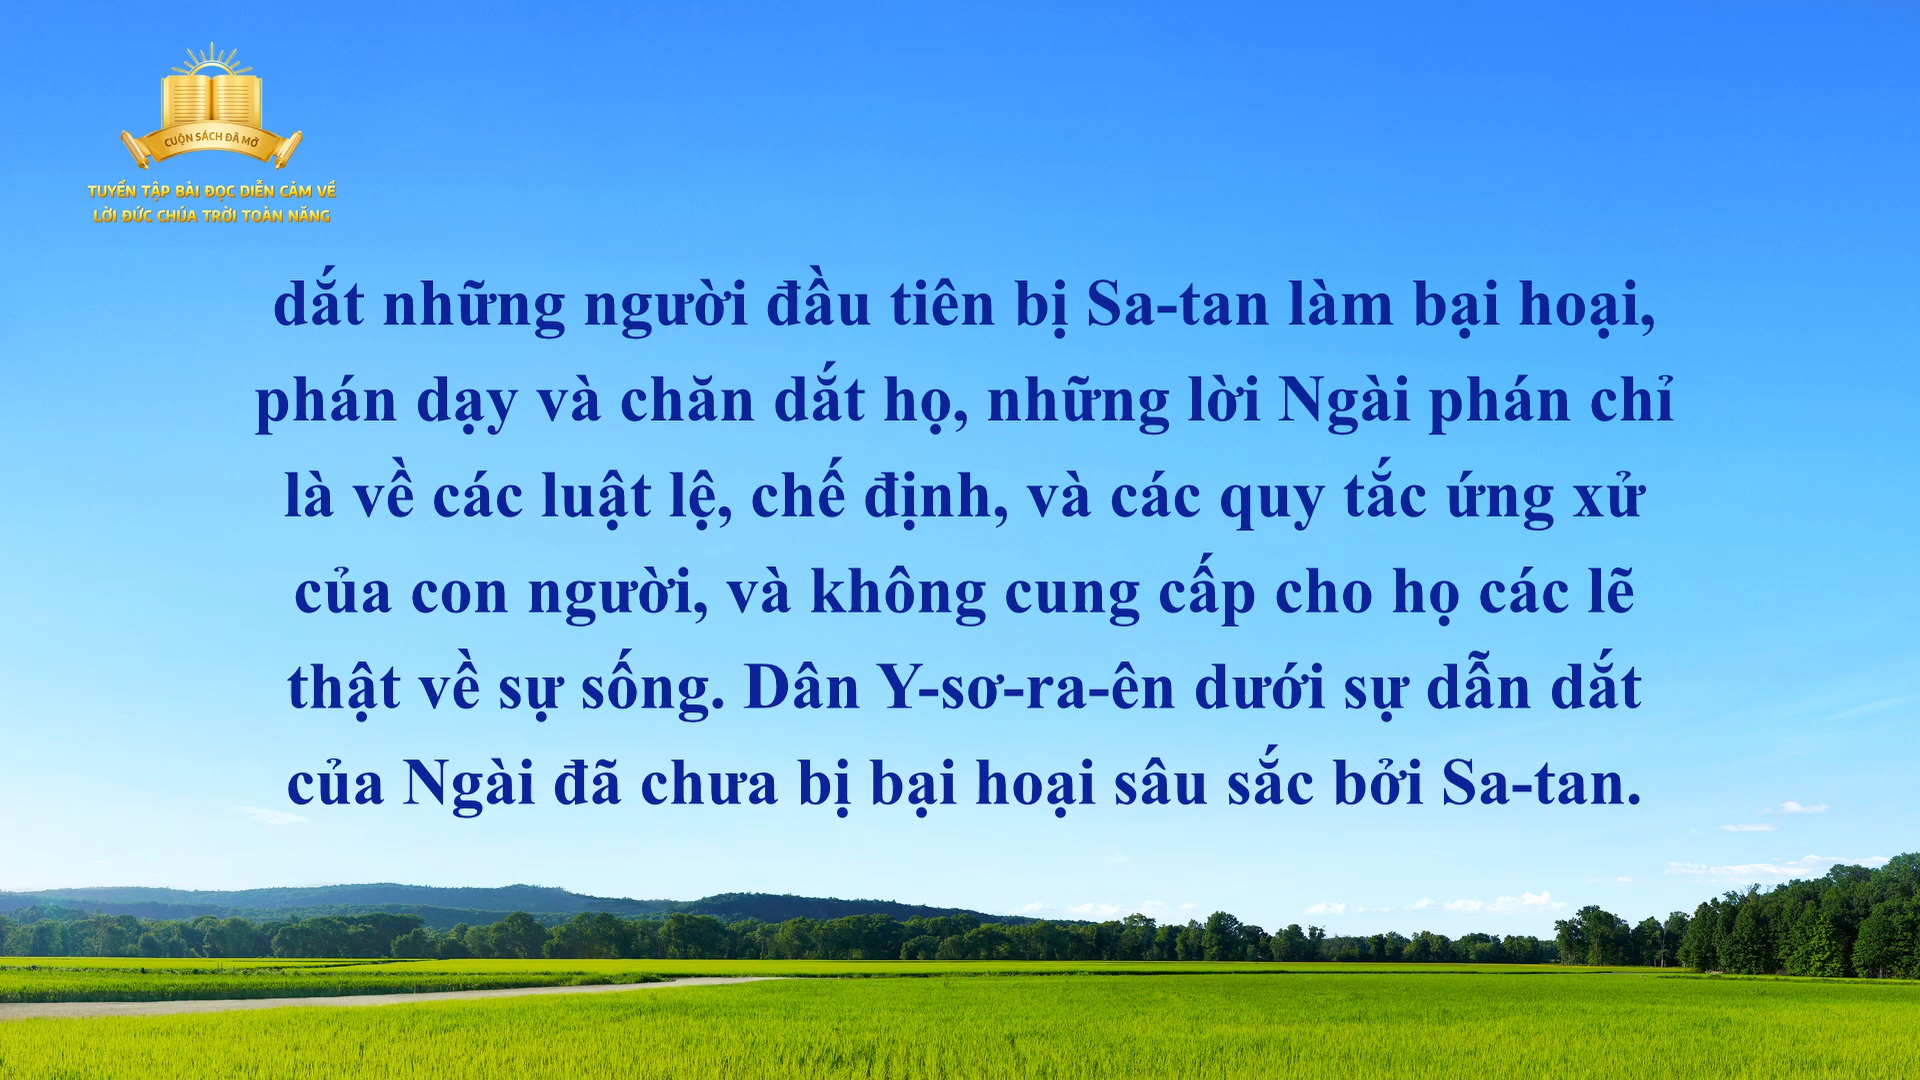 CUỘN SÁCH ĐÃ MỞ
TUYỂN TẬP BÀI ĐỌC DIỄN CẢM VỀ
LỜI ĐỨC CHÚA TRỜI TOÀN NĂNG
dắt những người đầu tiên bị Sa-tan làm bại hoại,
phán dạy và chăn dắt họ, những lời Ngài phán chỉ
là về các luật lệ, chế định, và các quy tắc ứng xử
của con người, và không cung cấp cho họ các lẽ
thật về sự sống. Dân Y-sơ-ra-ên dưới sự dẫn dắt
của Ngài đã chưa bị bại hoại sâu sắc bởi Sa-tan.